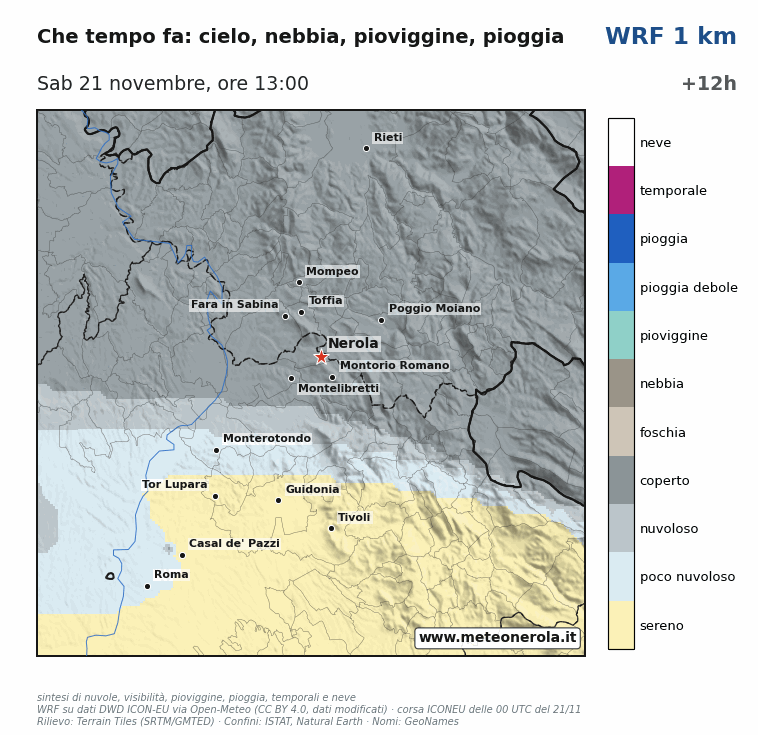 Che tempo fa: cielo, nebbia, pioviggine, pioggia
WRF 1 km
Sab 21 novembre, ore 13:00
+12h
Rieti
Mompeo
Fara in Sabina
Toffia
Poggio Moiano
Nerola
Montorio Romano
Montelibretti
Monterotondo
Tor Lupara
Guidonia
Tivoli
Casal de' Pazzi
Roma
www.meteonerola.it
neve
temporale
pioggia
pioggia debole
pioviggine
nebbia
foschia
coperto
nuvoloso
poco nuvoloso
sereno
sintesi di nuvole, visibilità, pioviggine, pioggia, temporali e neve
WRF su dati DWD ICON-EU via Open-Meteo (CC BY 4.0, dati modificati) · corsa ICONEU delle 00 UTC del 21/11
Rilievo: Terrain Tiles (SRTM/GMTED) · Confini: ISTAT, Natural Earth · Nomi: GeoNames